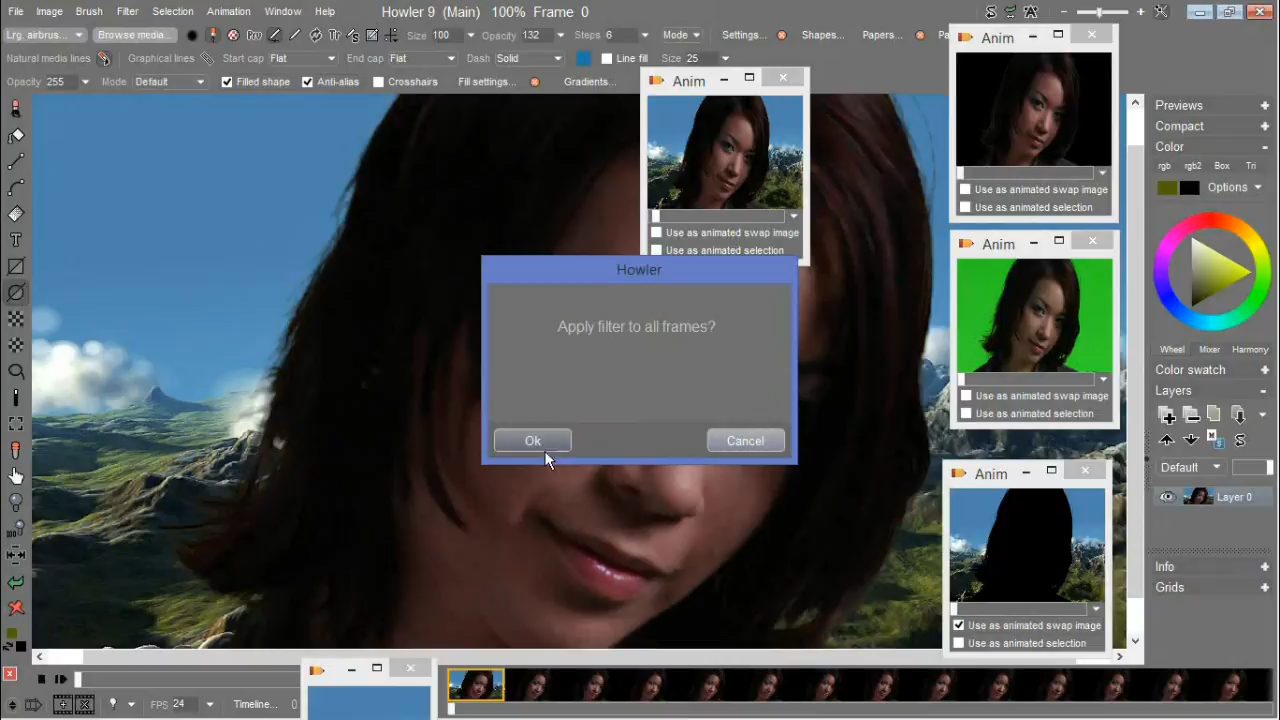 File Image Brush Filter Selection Animation Window Help Howler 9 (Main) 100% Frame 0
Lrg. airbrus... Browse media... Size 100 Opacity 132 Steps 6 Mode Settings... Shapes... Papers...
Natural media lines Graphical lines Start cap Flat End cap Flat Dash Solid Line fill Size 25
Opacity 255 Mode Default Filled shape Anti-alias Crosshairs Fill settings... Gradients...
Anim
Use as animated swap image
Use as animated selection
Anim
Use as animated swap image
Use as animated selection
Anim
Use as animated swap image
Use as animated selection
Anim
Use as animated swap image
Use as animated selection
Howler
Apply filter to all frames?
Ok Cancel
Previews
Compact
Color
rgb rgb2 Box Tri
Options
Wheel Mixer Harmony
Color swatch
Layers
Default
Layer 0
Info
Grids
FPS 24 Timeline... 0